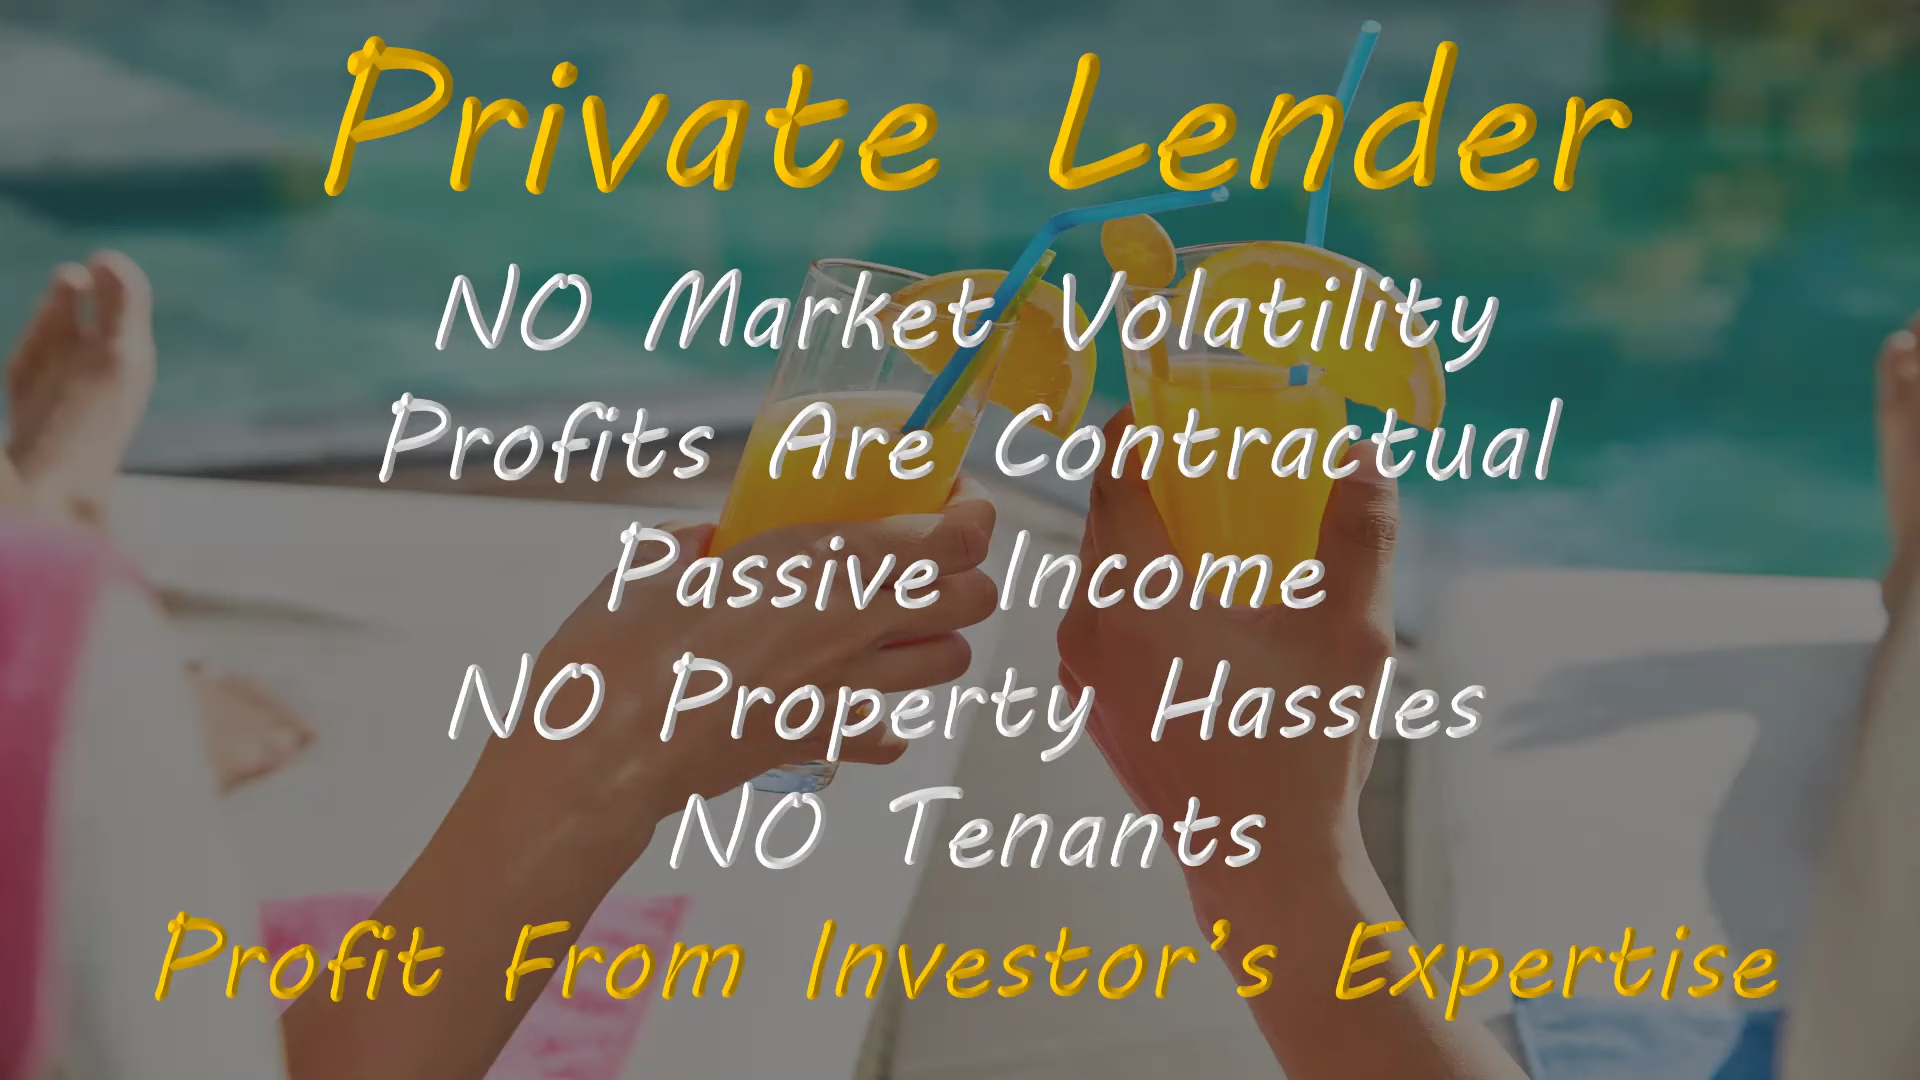 Private Lender
NO Market Volatility
Profits Are Contractual
Passive Income
NO Property Hassles
NO Tenants
Profit From Investor’s Expertise